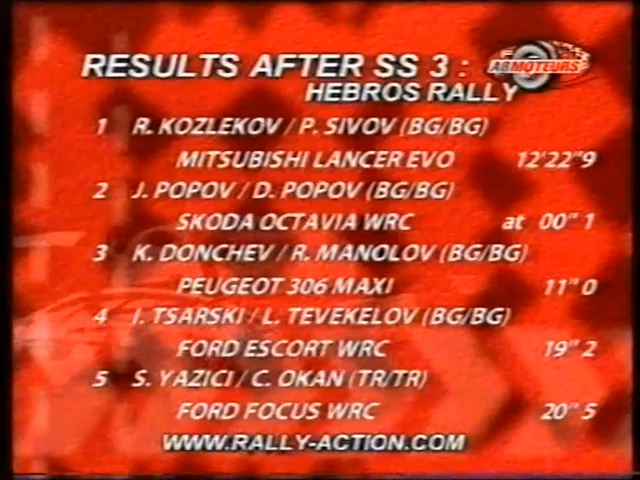 RESULTS AFTER SS 3 :
ABMOTEURS
HEBROS RALLY
1 R. KOZLEKOV / P. SIVOV (BG/BG)
MITSUBISHI LANCER EVO 12'22"9
2 J. POPOV / D. POPOV (BG/BG)
SKODA OCTAVIA WRC at 00"1
3 K. DONCHEV / R. MANOLOV (BG/BG)
PEUGEOT 306 MAXI 11"0
4 I. TSARSKI / L. TEVEKELOV (BG/BG)
FORD ESCORT WRC 19"2
5 S. YAZICI / C. OKAN (TR/TR)
FORD FOCUS WRC 20"5
WWW.RALLY-ACTION.COM